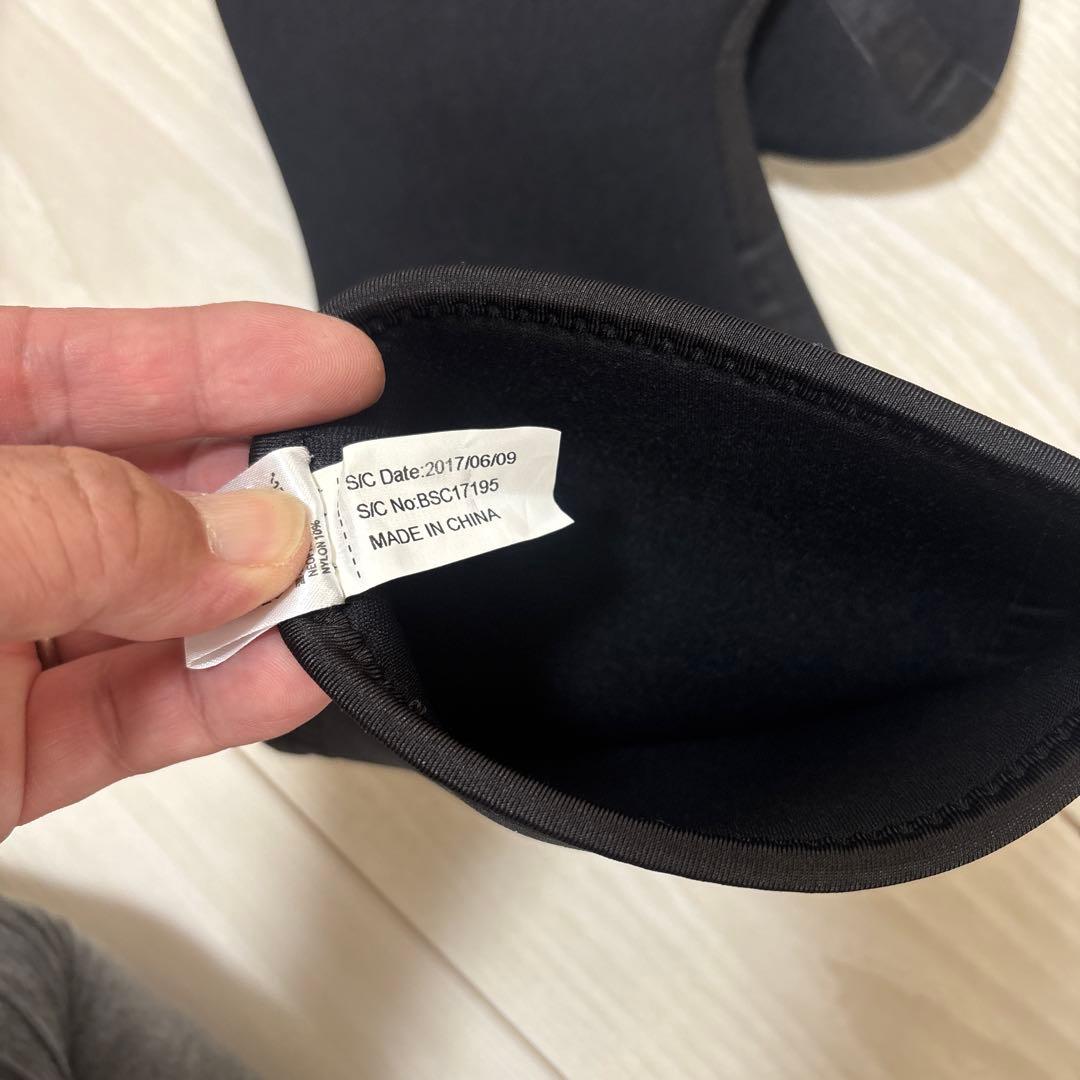 S/C Date:2017/06/09
S/C No:BSC17195
MADE IN CHINA
NYLON 10%